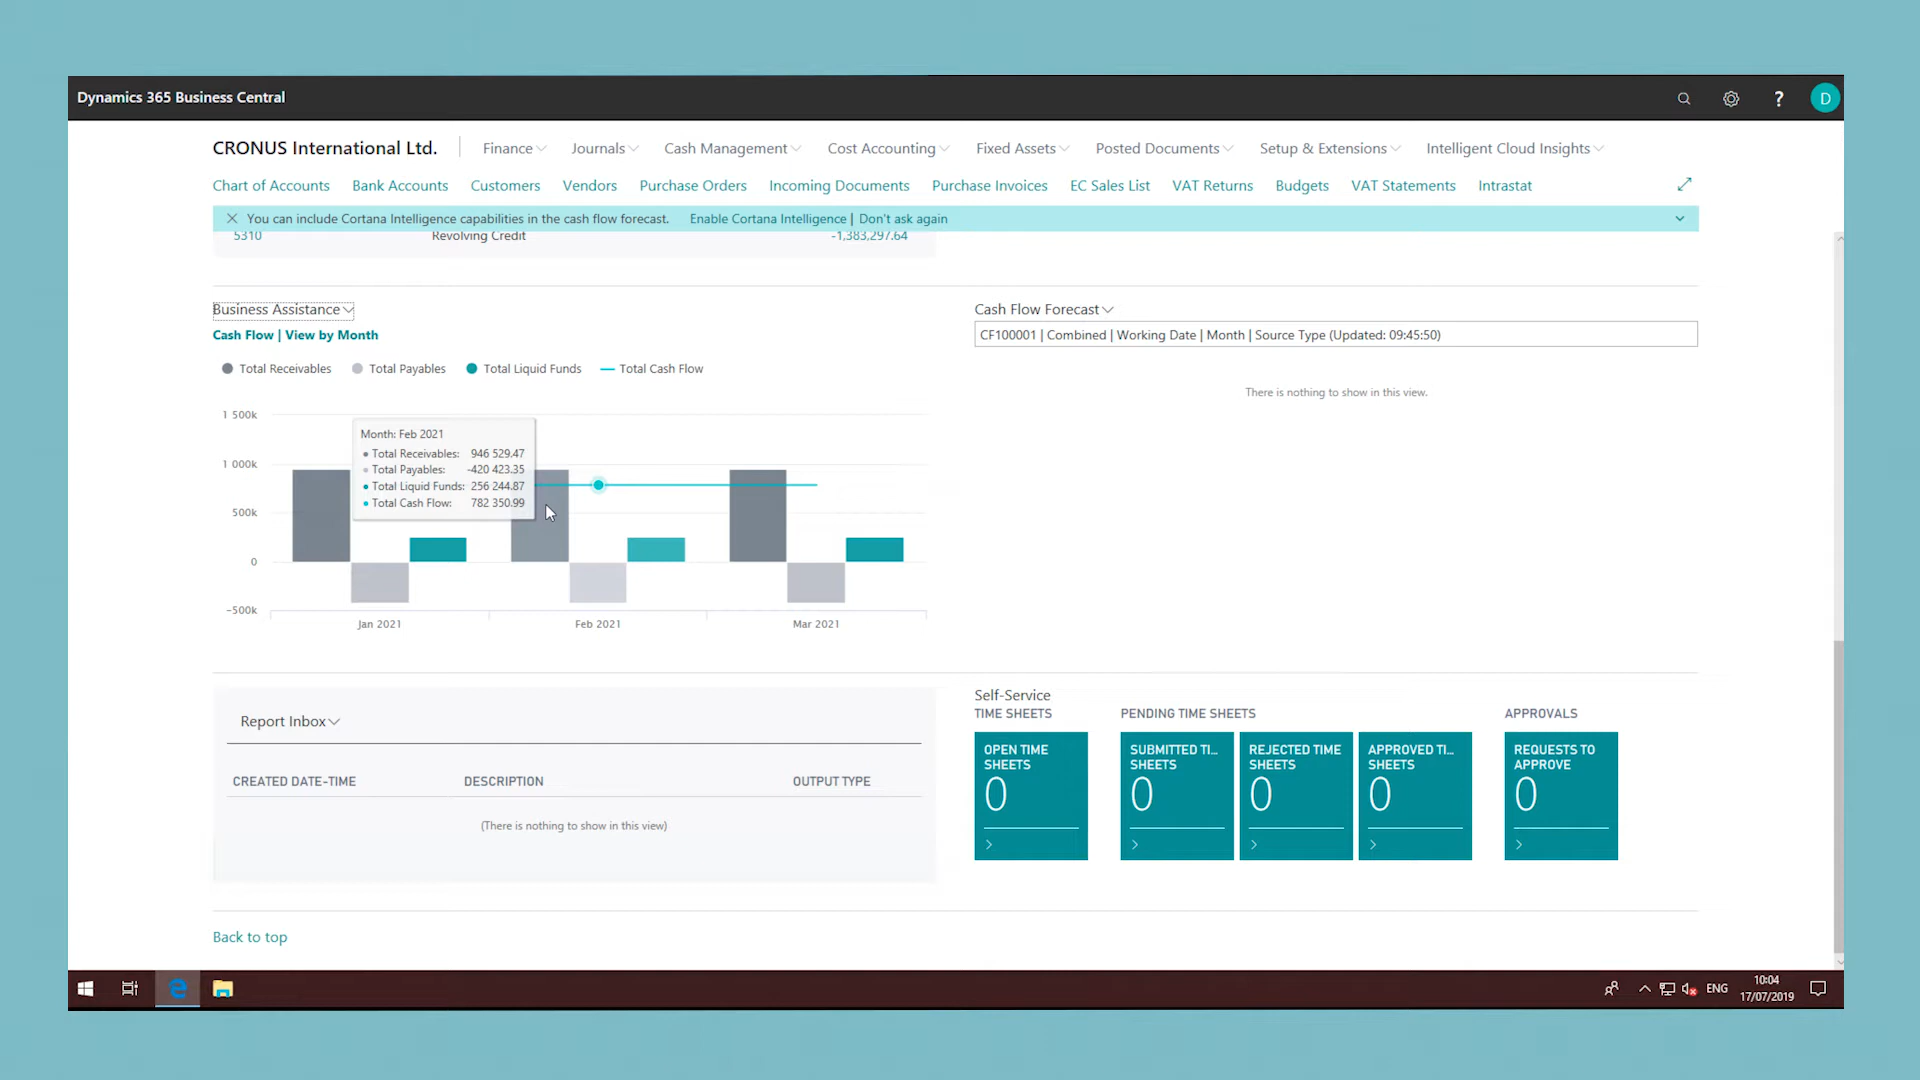 Dynamics 365 Business Central
?
D
CRONUS International Ltd.
Finance Journals Cash Management Cost Accounting Fixed Assets Posted Documents Setup & Extensions Intelligent Cloud Insights
Chart of Accounts Bank Accounts Customers Vendors Purchase Orders Incoming Documents Purchase Invoices EC Sales List VAT Returns Budgets VAT Statements Intrastat
You can include Cortana Intelligence capabilities in the cash flow forecast. Enable Cortana Intelligence | Don't ask again
5310 Revolving Credit -1,383,297.64
Business Assistance
Cash Flow | View by Month
Total Receivables Total Payables Total Liquid Funds Total Cash Flow
1 500k
1 000k
500k
0
-500k
Month: Feb 2021
Total Receivables: 946 529.47
Total Payables: -420 423.35
Total Liquid Funds: 256 244.87
Total Cash Flow: 782 350.99
Jan 2021 Feb 2021 Mar 2021
Cash Flow Forecast
CF100001 | Combined | Working Date | Month | Source Type (Updated: 09:45:50)
There is nothing to show in this view.
Report Inbox
CREATED DATE-TIME DESCRIPTION OUTPUT TYPE
(There is nothing to show in this view)
Self-Service
TIME SHEETS PENDING TIME SHEETS APPROVALS
OPEN TIME
SHEETS
0
SUBMITTED TI...
SHEETS
0
REJECTED TIME
SHEETS
0
APPROVED TI...
SHEETS
0
REQUESTS TO
APPROVE
0
Back to top
ENG
10:04
17/07/2019